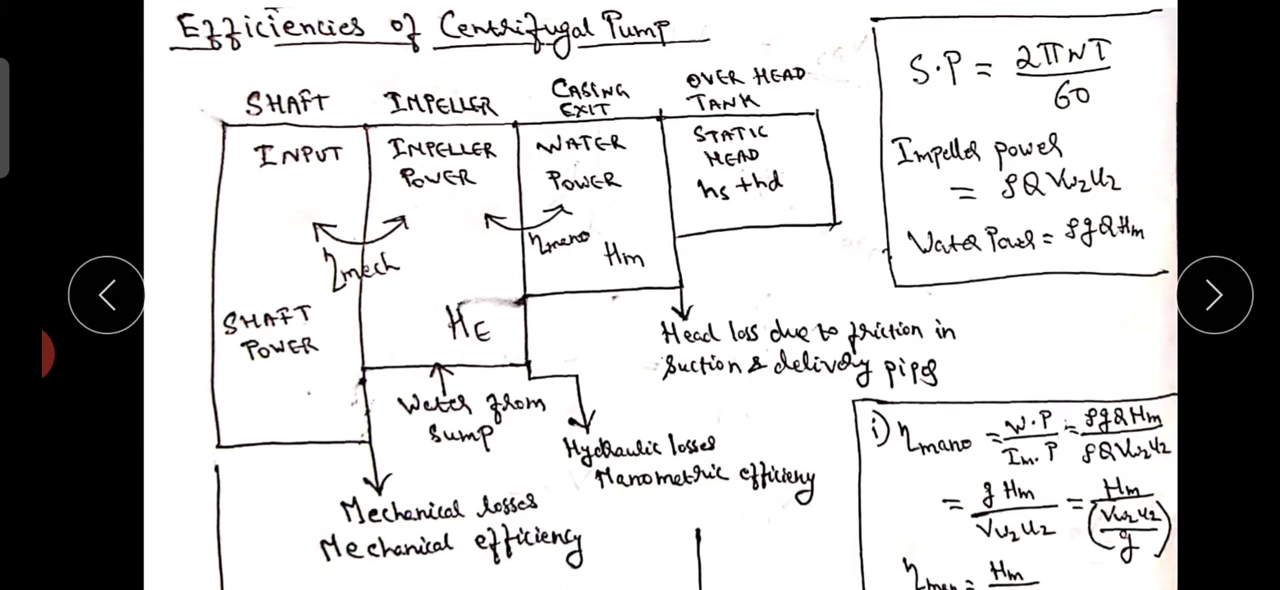 Efficiencies of Centrifugal Pump
SHAFT
IMPELLER
CASING
EXIT
OVER HEAD
TANK
INPUT
IMPELLER
POWER
WATER
POWER
STATIC
HEAD
hs + hd
ηmech
ηmano
Hm
SHAFT
POWER
HE
Water from
sump
Head loss due to friction in
suction & delivery pipes
Hydraulic losses
Manometric efficieny
Mechanical losses
Mechanical efficiency
S.P = 2πNT / 60
Impeller power
= ρQVw2u2
Water Power = ρgQHm
i) ηmano = W.P / Im.P = ρgQHm / ρQVw2u2
= gHm / Vw2u2 = Hm / (Vw2u2 / g)
Hm